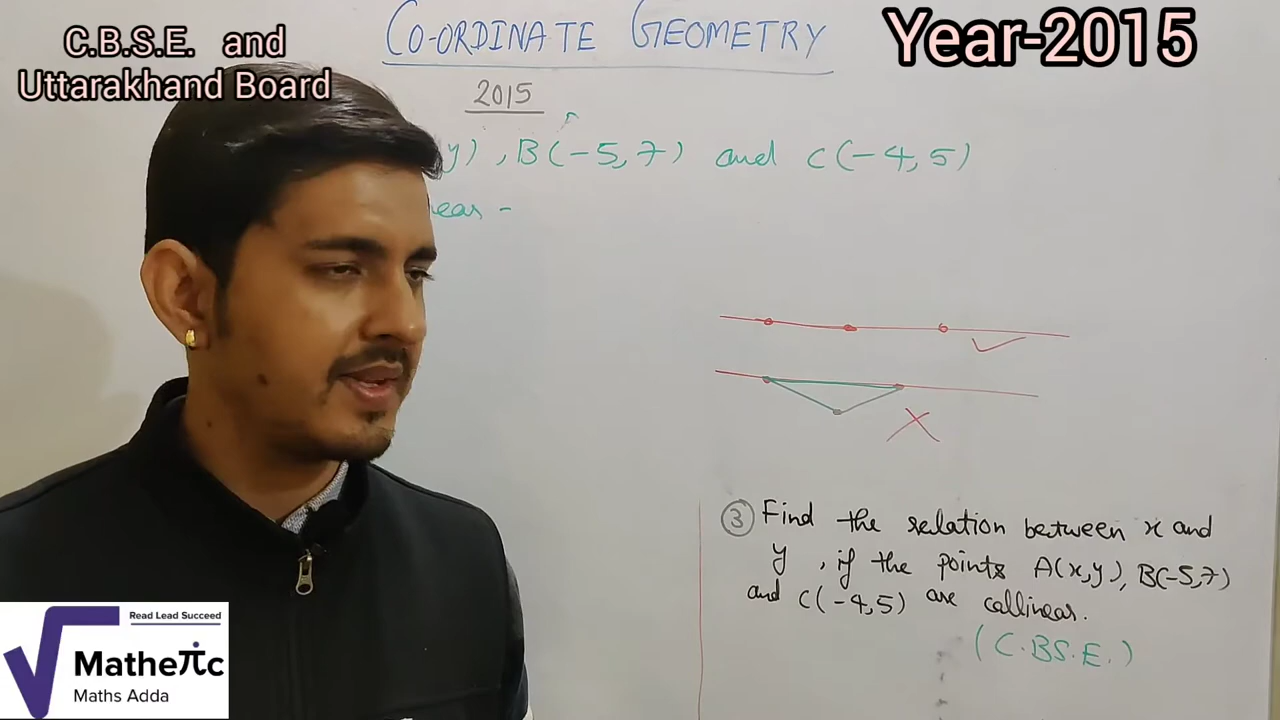 C.B.S.E. and
Uttarakhand Board
CO-ORDINATE GEOMETRY
Year-2015
2015
y), B(-5,7) and C(-4,5)
ear -
③ Find the relation between x and
y, if the points A(x,y), B(-5,7)
and C(-4,5) are callinear.
(C.B.S.E.)
Read Lead Succeed
Matheπc
Maths Adda